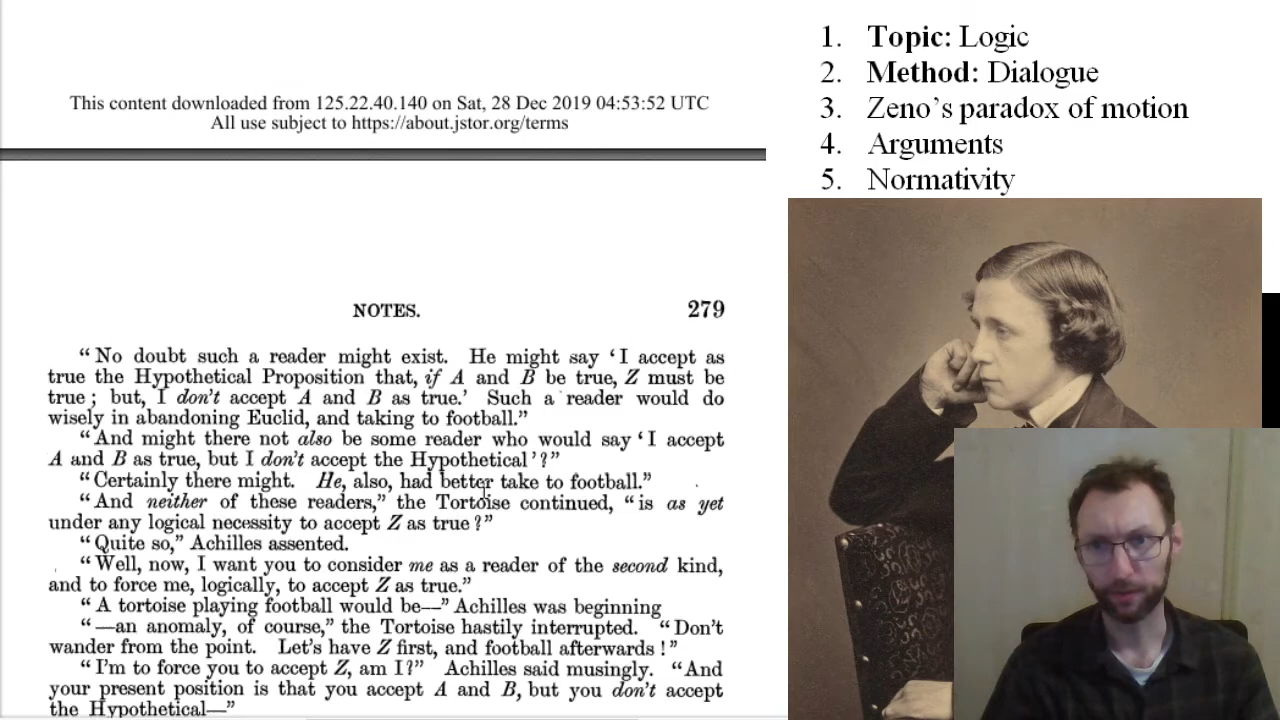 This content downloaded from 125.22.40.140 on Sat, 28 Dec 2019 04:53:52 UTC
All use subject to https://about.jstor.org/terms
NOTES. 279
“No doubt such a reader might exist. He might say ‘I accept as
true the Hypothetical Proposition that, if A and B be true, Z must be
true; but, I don’t accept A and B as true.’ Such a reader would do
wisely in abandoning Euclid, and taking to football.”
“And might there not also be some reader who would say ‘I accept
A and B as true, but I don’t accept the Hypothetical’?”
“Certainly there might. He, also, had better take to football.”
“And neither of these readers,” the Tortoise continued, “is as yet
under any logical necessity to accept Z as true?”
“Quite so,” Achilles assented.
“Well, now, I want you to consider me as a reader of the second kind,
and to force me, logically, to accept Z as true.”
“A tortoise playing football would be—” Achilles was beginning
“—an anomaly, of course,” the Tortoise hastily interrupted. “Don’t
wander from the point. Let’s have Z first, and football afterwards!”
“I’m to force you to accept Z, am I?” Achilles said musingly. “And
your present position is that you accept A and B, but you don’t accept
the Hypothetical—”
1. Topic: Logic
2. Method: Dialogue
3. Zeno’s paradox of motion
4. Arguments
5. Normativity